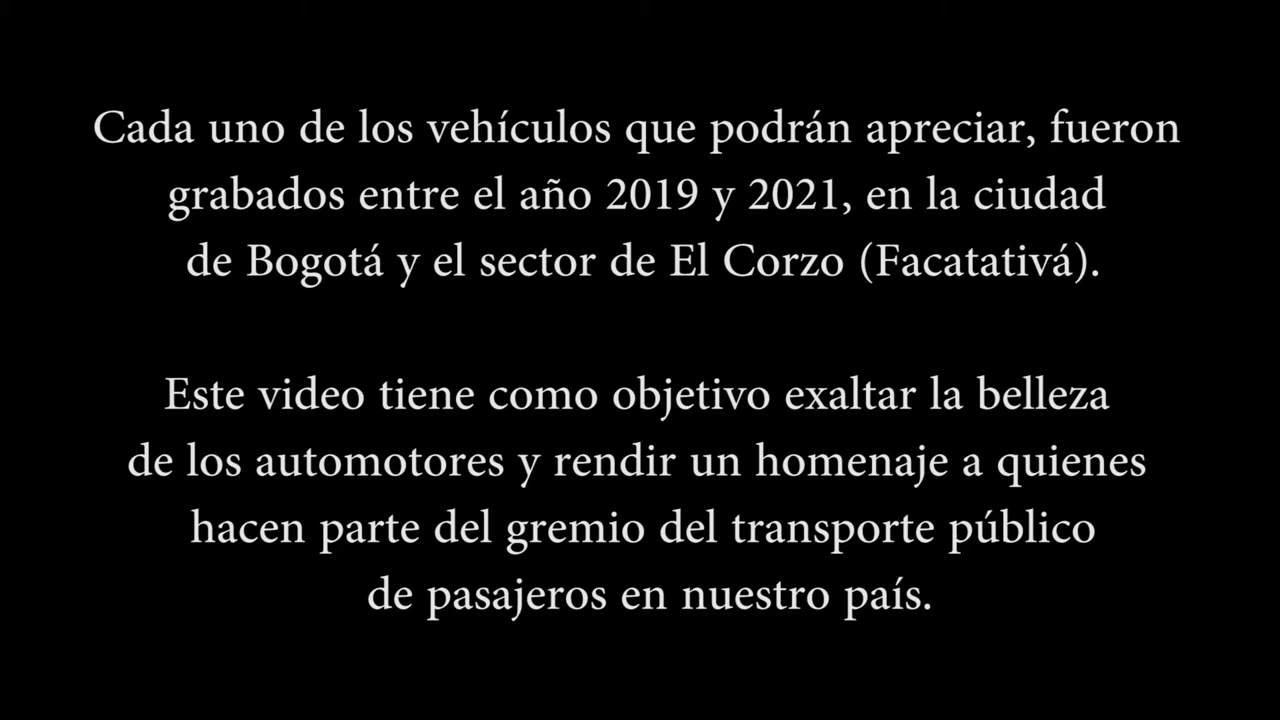 Cada uno de los vehículos que podrán apreciar, fueron
grabados entre el año 2019 y 2021, en la ciudad
de Bogotá y el sector de El Corzo (Facatativá).
Este video tiene como objetivo exaltar la belleza
de los automotores y rendir un homenaje a quienes
hacen parte del gremio del transporte público
de pasajeros en nuestro país.